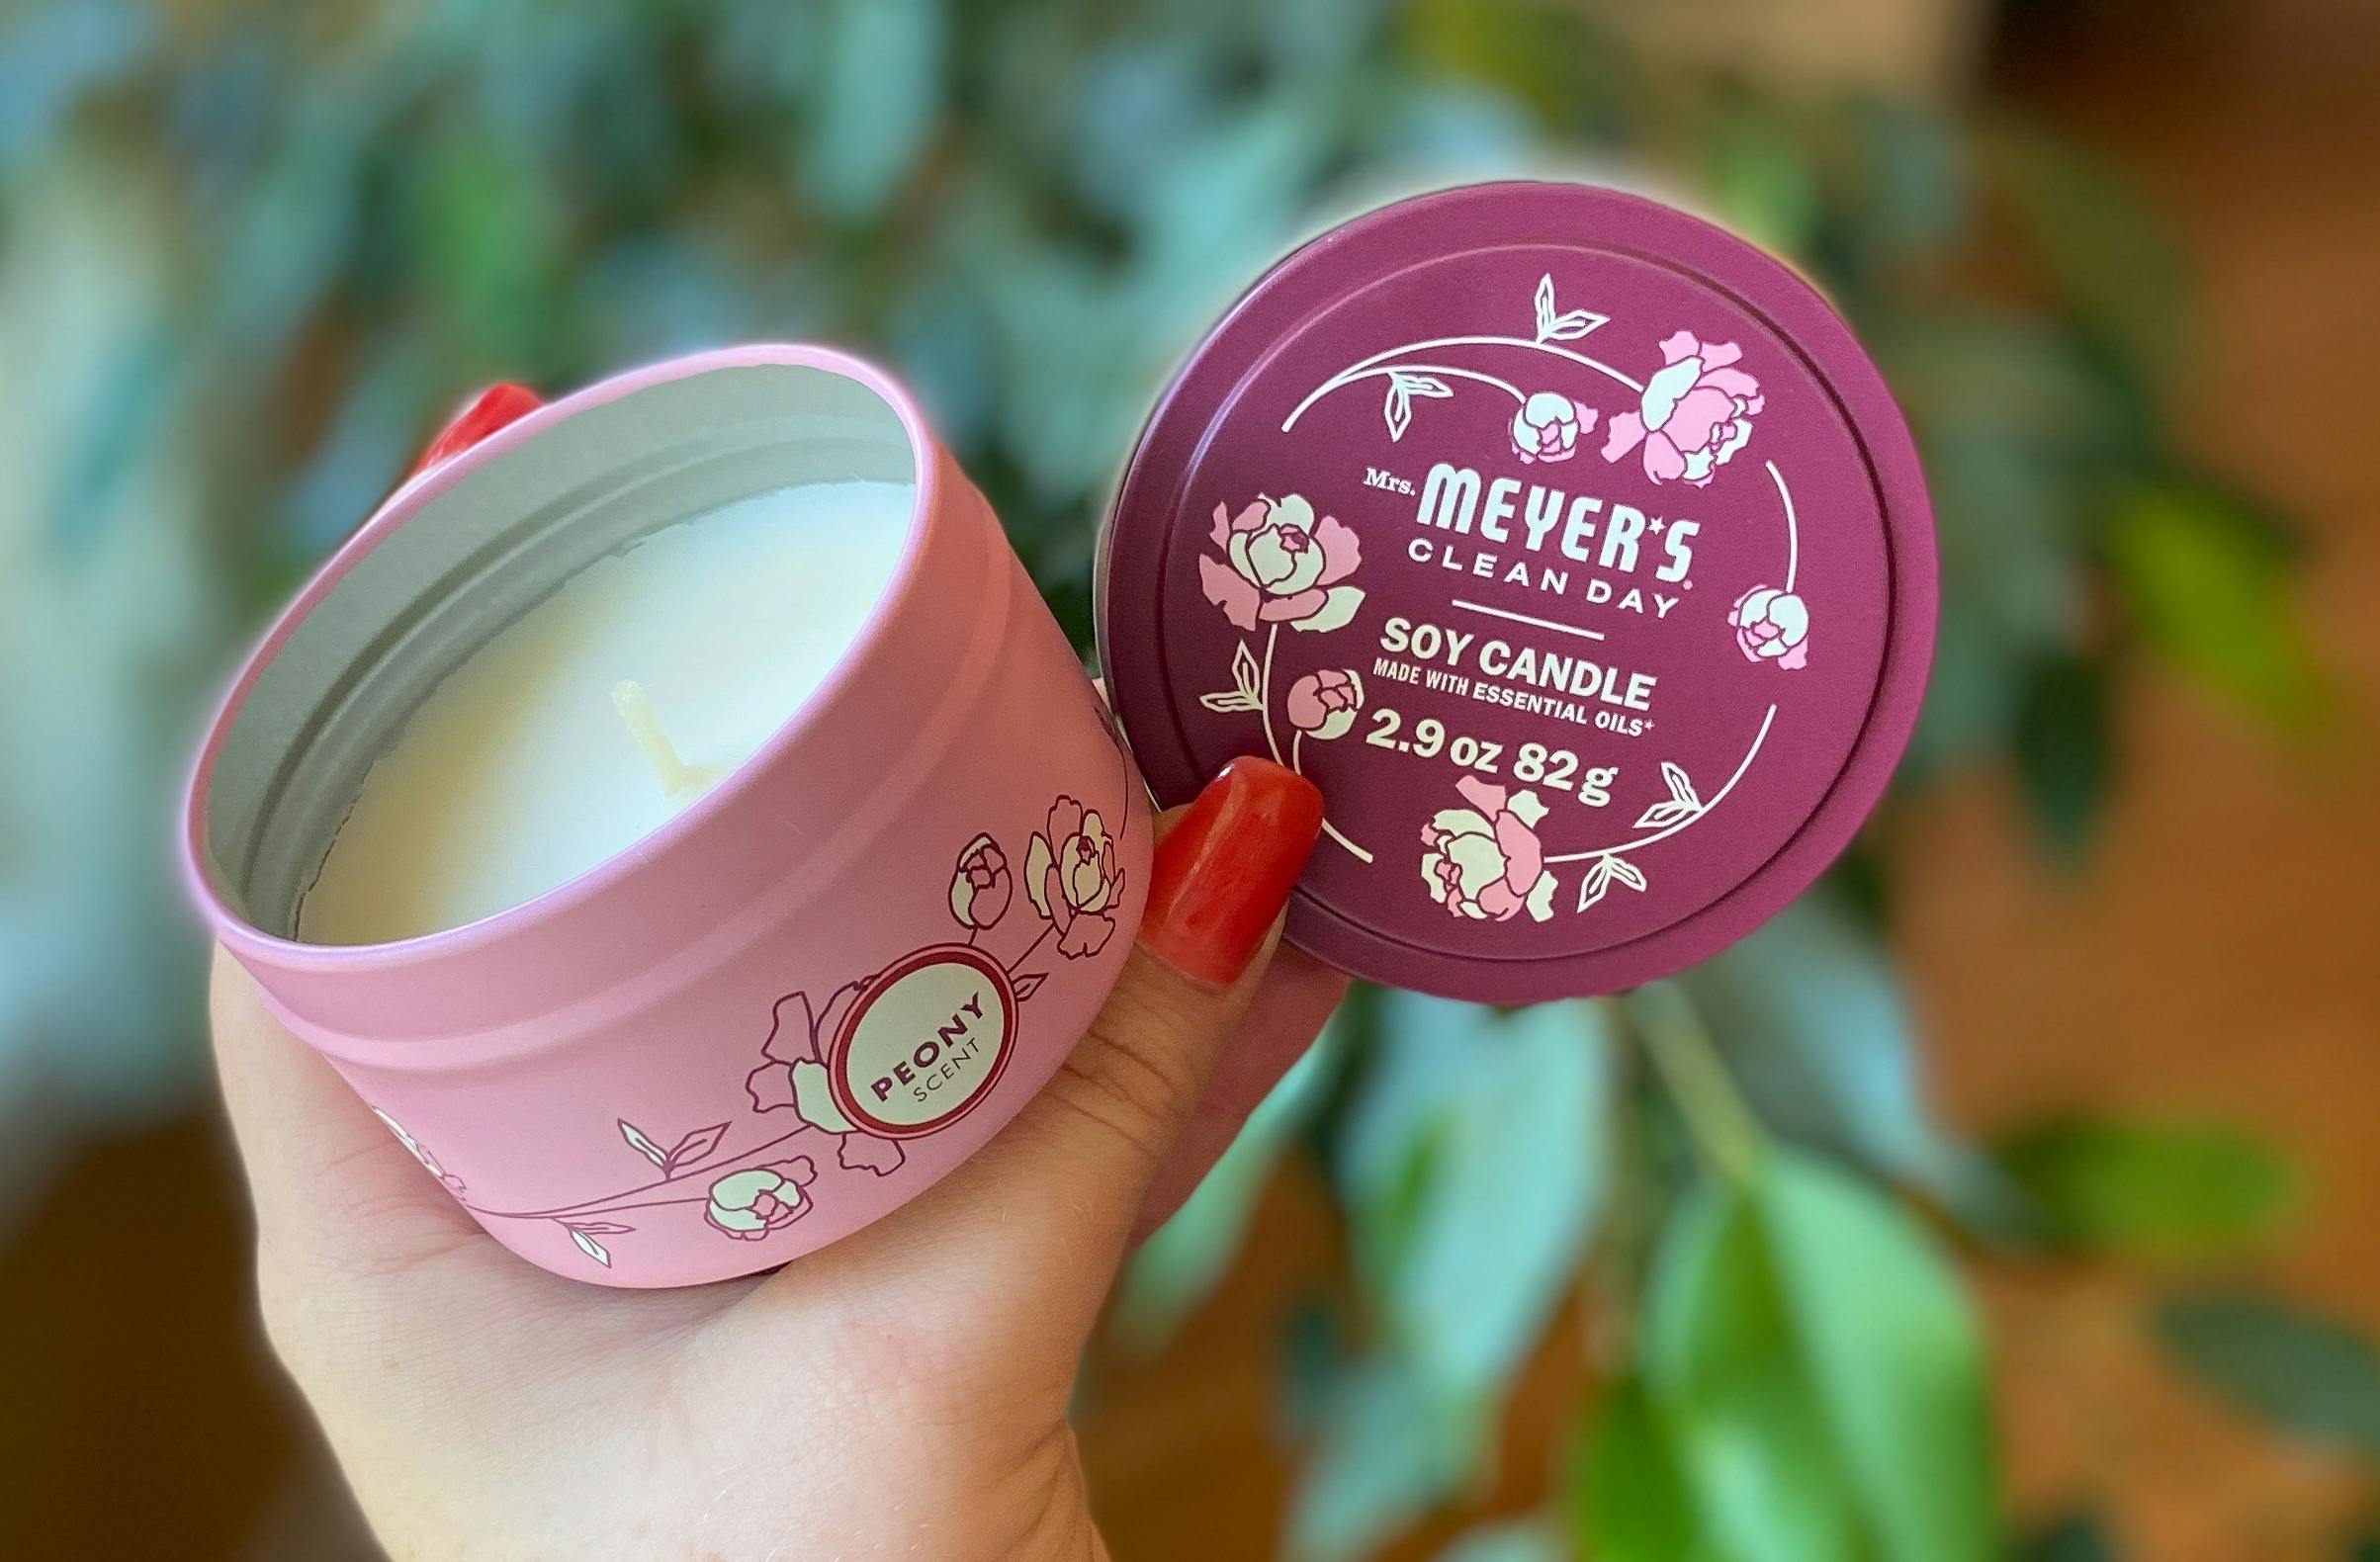 Mrs.
MEYER'S
CLEAN DAY
SOY CANDLE
MADE WITH ESSENTIAL OILS*
2.9 oz 82 g
PEONY
SCENT